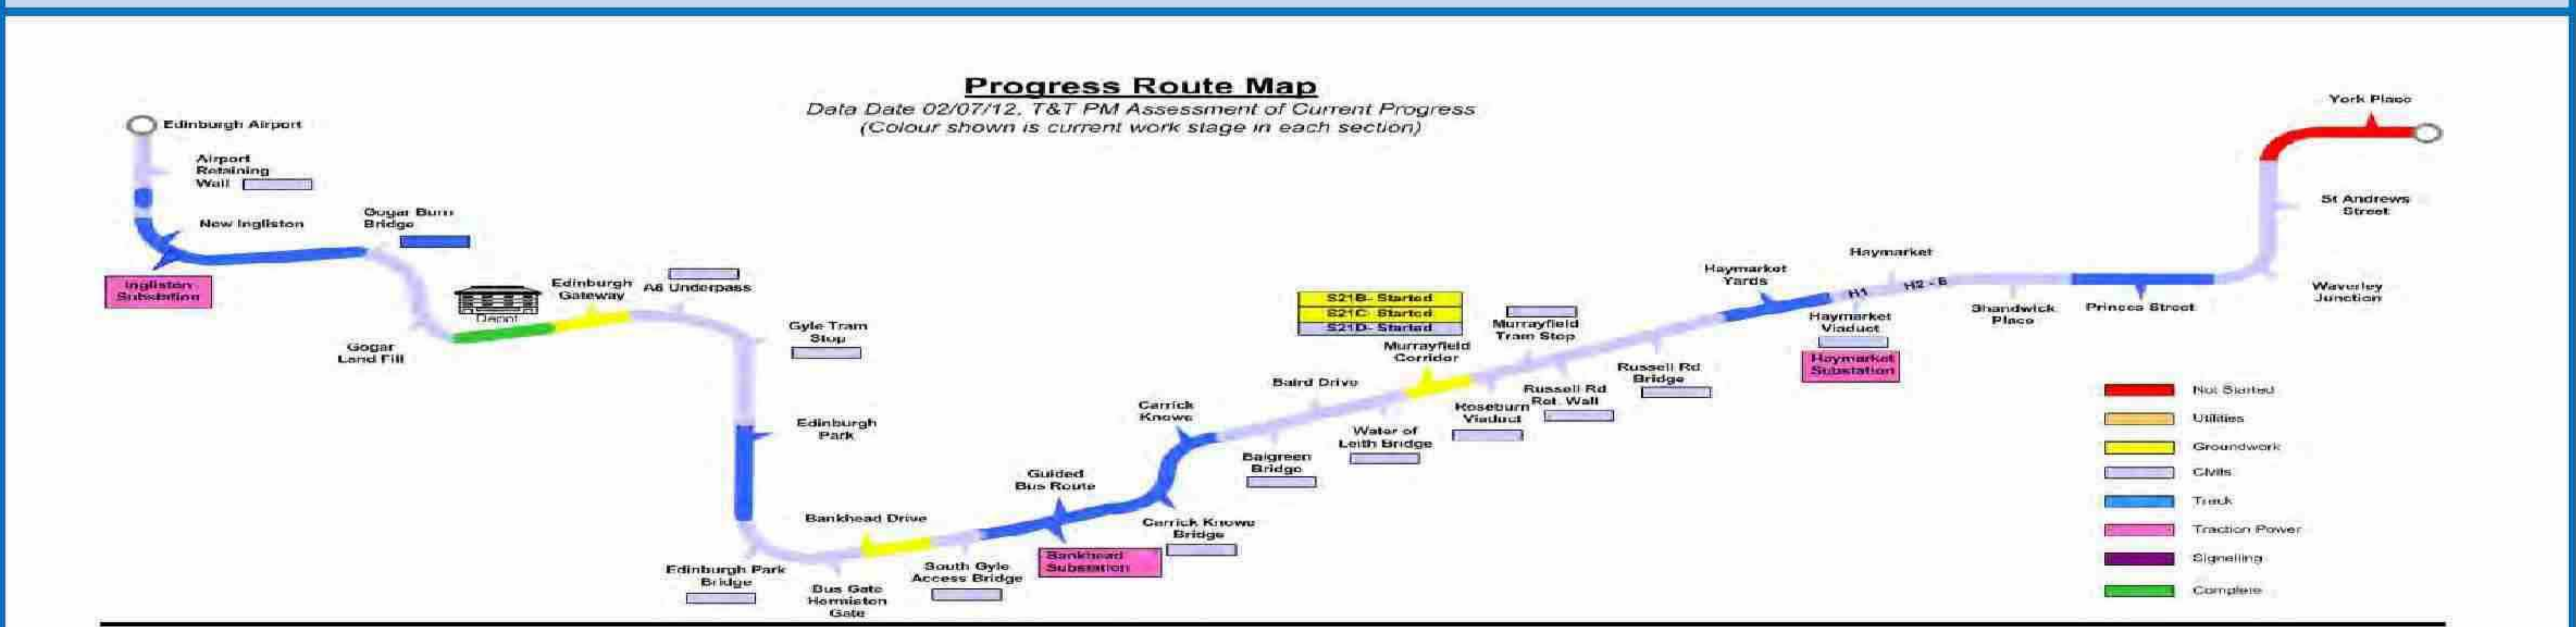 Progress Route Map
Data Date 02/07/12, T&T PM Assessment of Current Progress
(Colour shown is current work stage in each section)
Edinburgh Airport
Airport
Retaining
Wall
New Ingliston
Gogar Burn
Bridge
Ingliston
Substation
Depot
Edinburgh
Gateway
A8 Underpass
Gogar
Land Fill
Gyle Tram
Stop
Edinburgh
Park
Bankhead Drive
Edinburgh Park
Bridge
Bus Gate
Hermiston
Gate
South Gyle
Access Bridge
Guided
Bus Route
Bankhead
Substation
Carrick
Knowe
Carrick Knowe
Bridge
Baird Drive
Balgreen
Bridge
Water of
Leith Bridge
S21B- Started
S21C- Started
S21D- Started
Murrayfield
Corridor
Murrayfield
Tram Stop
Roseburn
Viaduct
Russell Rd
Ret. Wall
Russell Rd
Bridge
Haymarket
Yards
H1
H2 - 6
Haymarket
Haymarket
Viaduct
Haymarket
Substation
Shandwick
Place
Princes Street
Waverley
Junction
St Andrews
Street
York Place
Not Started
Utilities
Groundwork
Civils
Track
Traction Power
Signelling
Complete